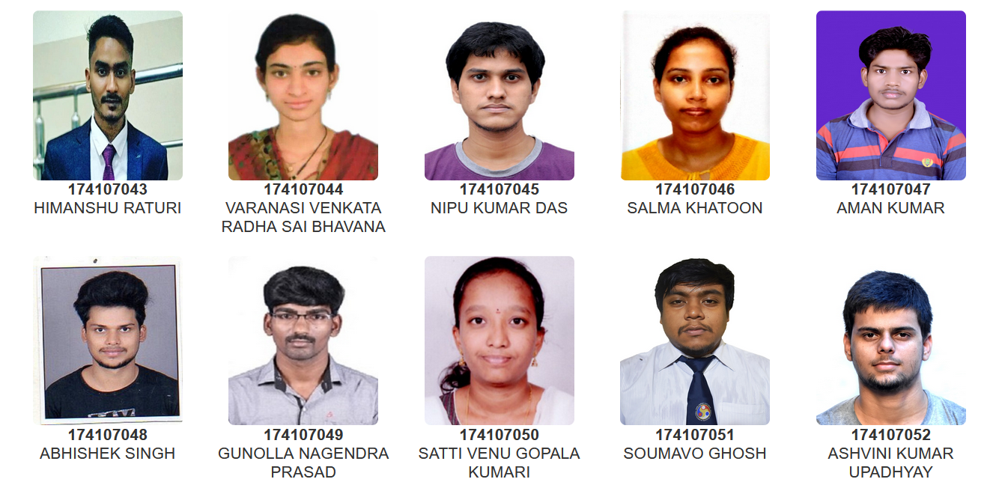 174107043
HIMANSHU RATURI
174107044
VARANASI VENKATA
RADHA SAI BHAVANA
174107045
NIPU KUMAR DAS
174107046
SALMA KHATOON
174107047
AMAN KUMAR
174107048
ABHISHEK SINGH
174107049
GUNOLLA NAGENDRA
PRASAD
174107050
SATTI VENU GOPALA
KUMARI
174107051
SOUMAVO GHOSH
174107052
ASHVINI KUMAR
UPADHYAY